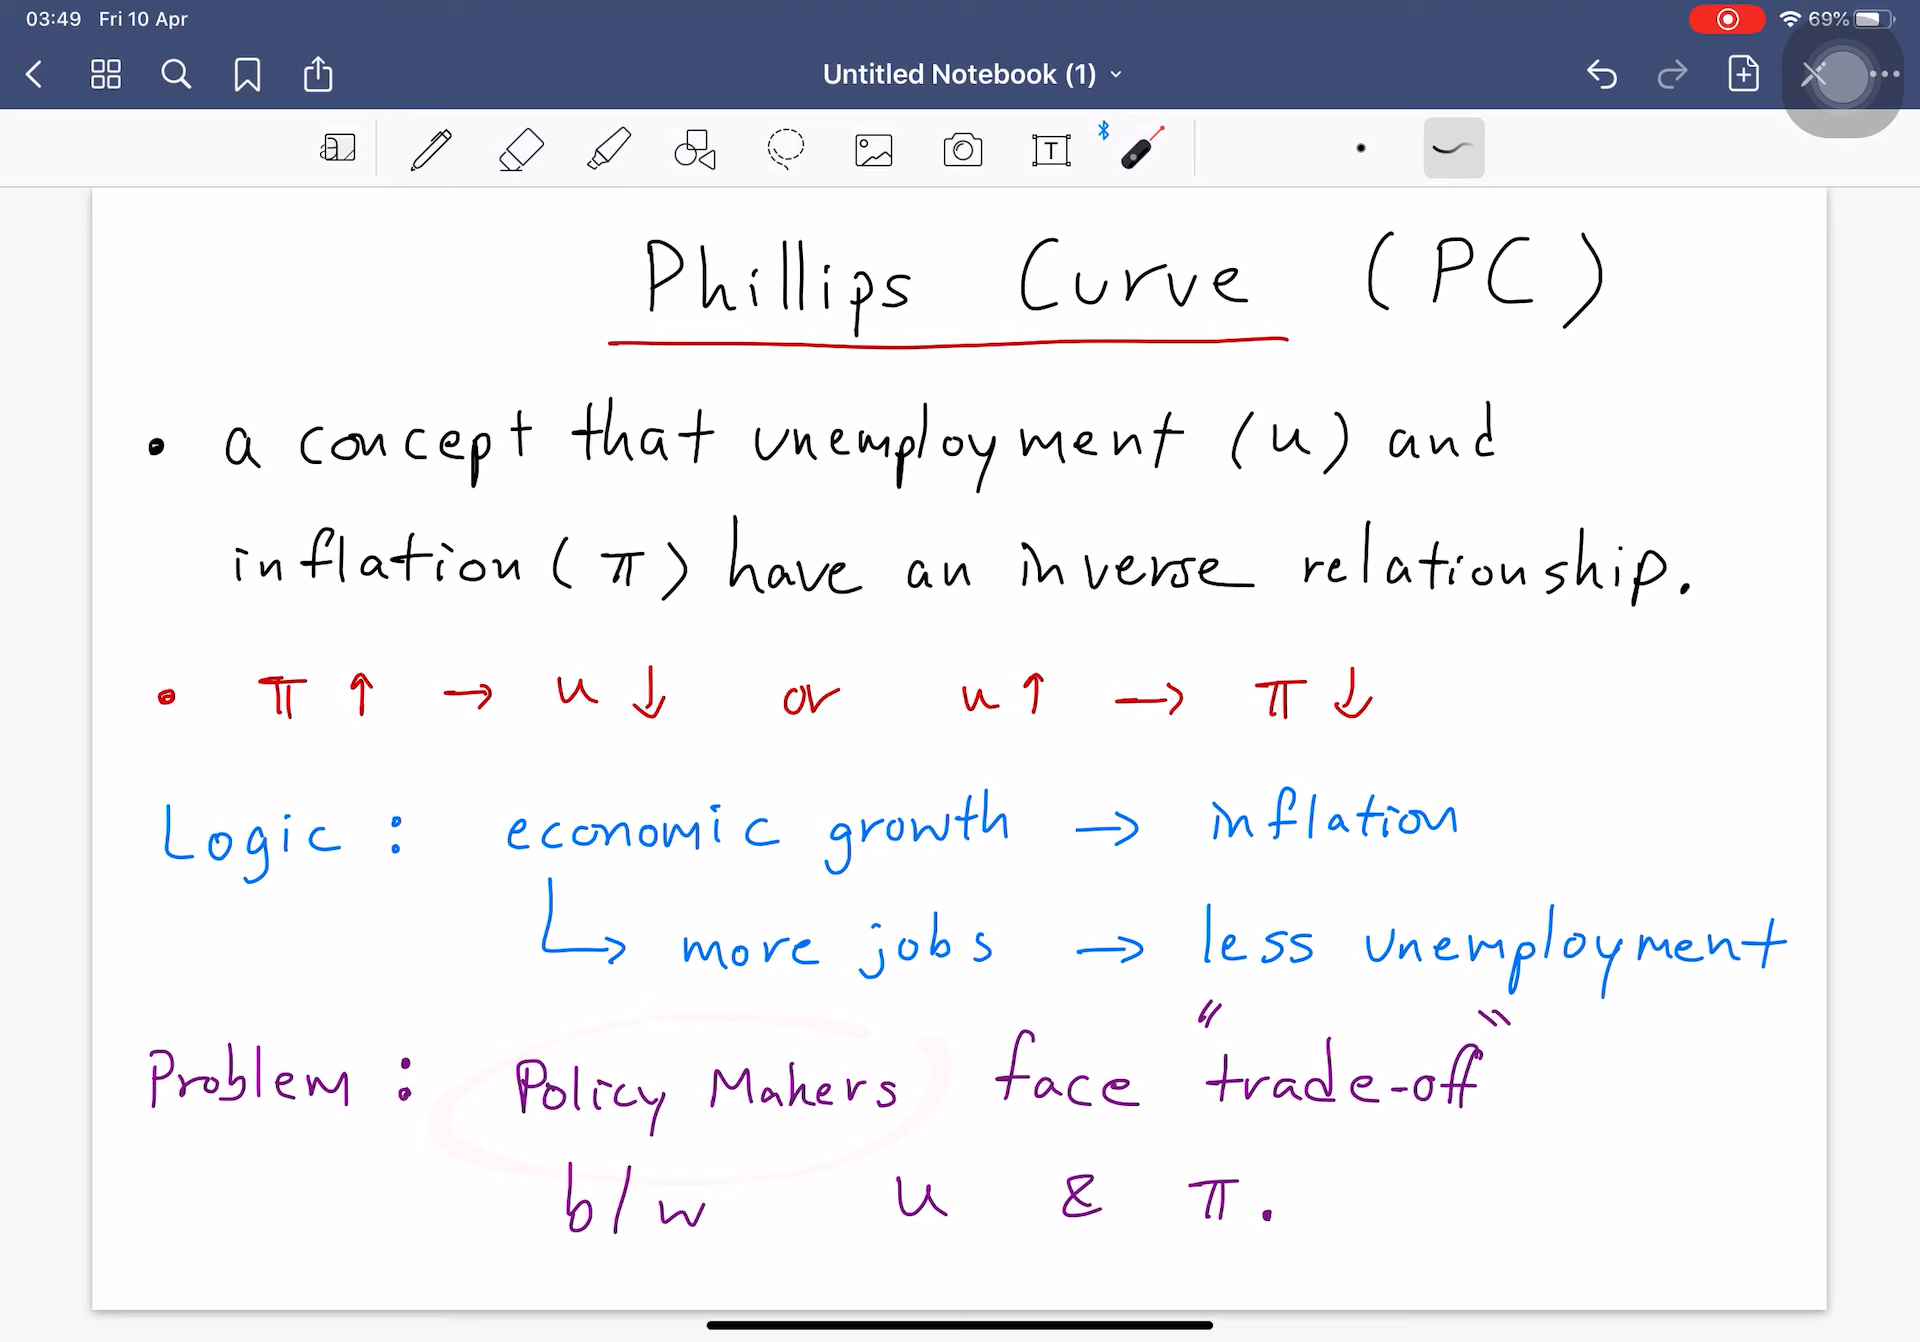 03:49 Fri 10 Apr 69%
Untitled Notebook (1)
Phillips Curve (PC)
• a concept that unemployment (u) and
inflation (π) have an inverse relationship.
• π ↑ → u ↓ or u ↑ → π ↓
Logic : economic growth → inflation
↳ more jobs → less unemployment
Problem : Policy Makers face "trade-off"
b/w u & π.